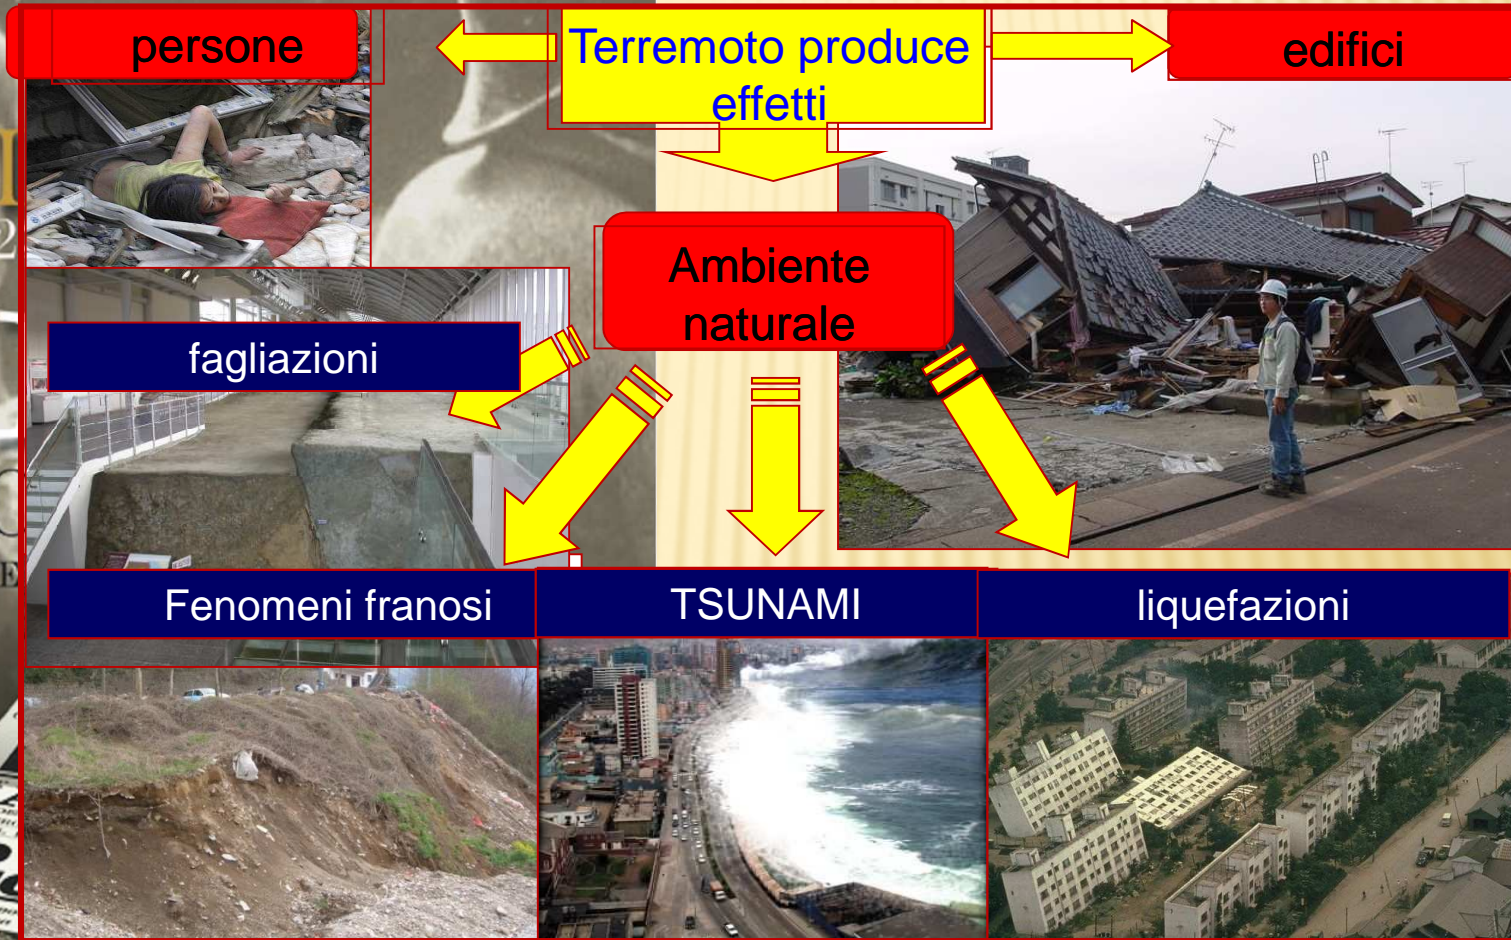 persone
Terremoto produce
effetti
edifici
Ambiente
naturale
fagliazioni
Fenomeni franosi
TSUNAMI
liquefazioni